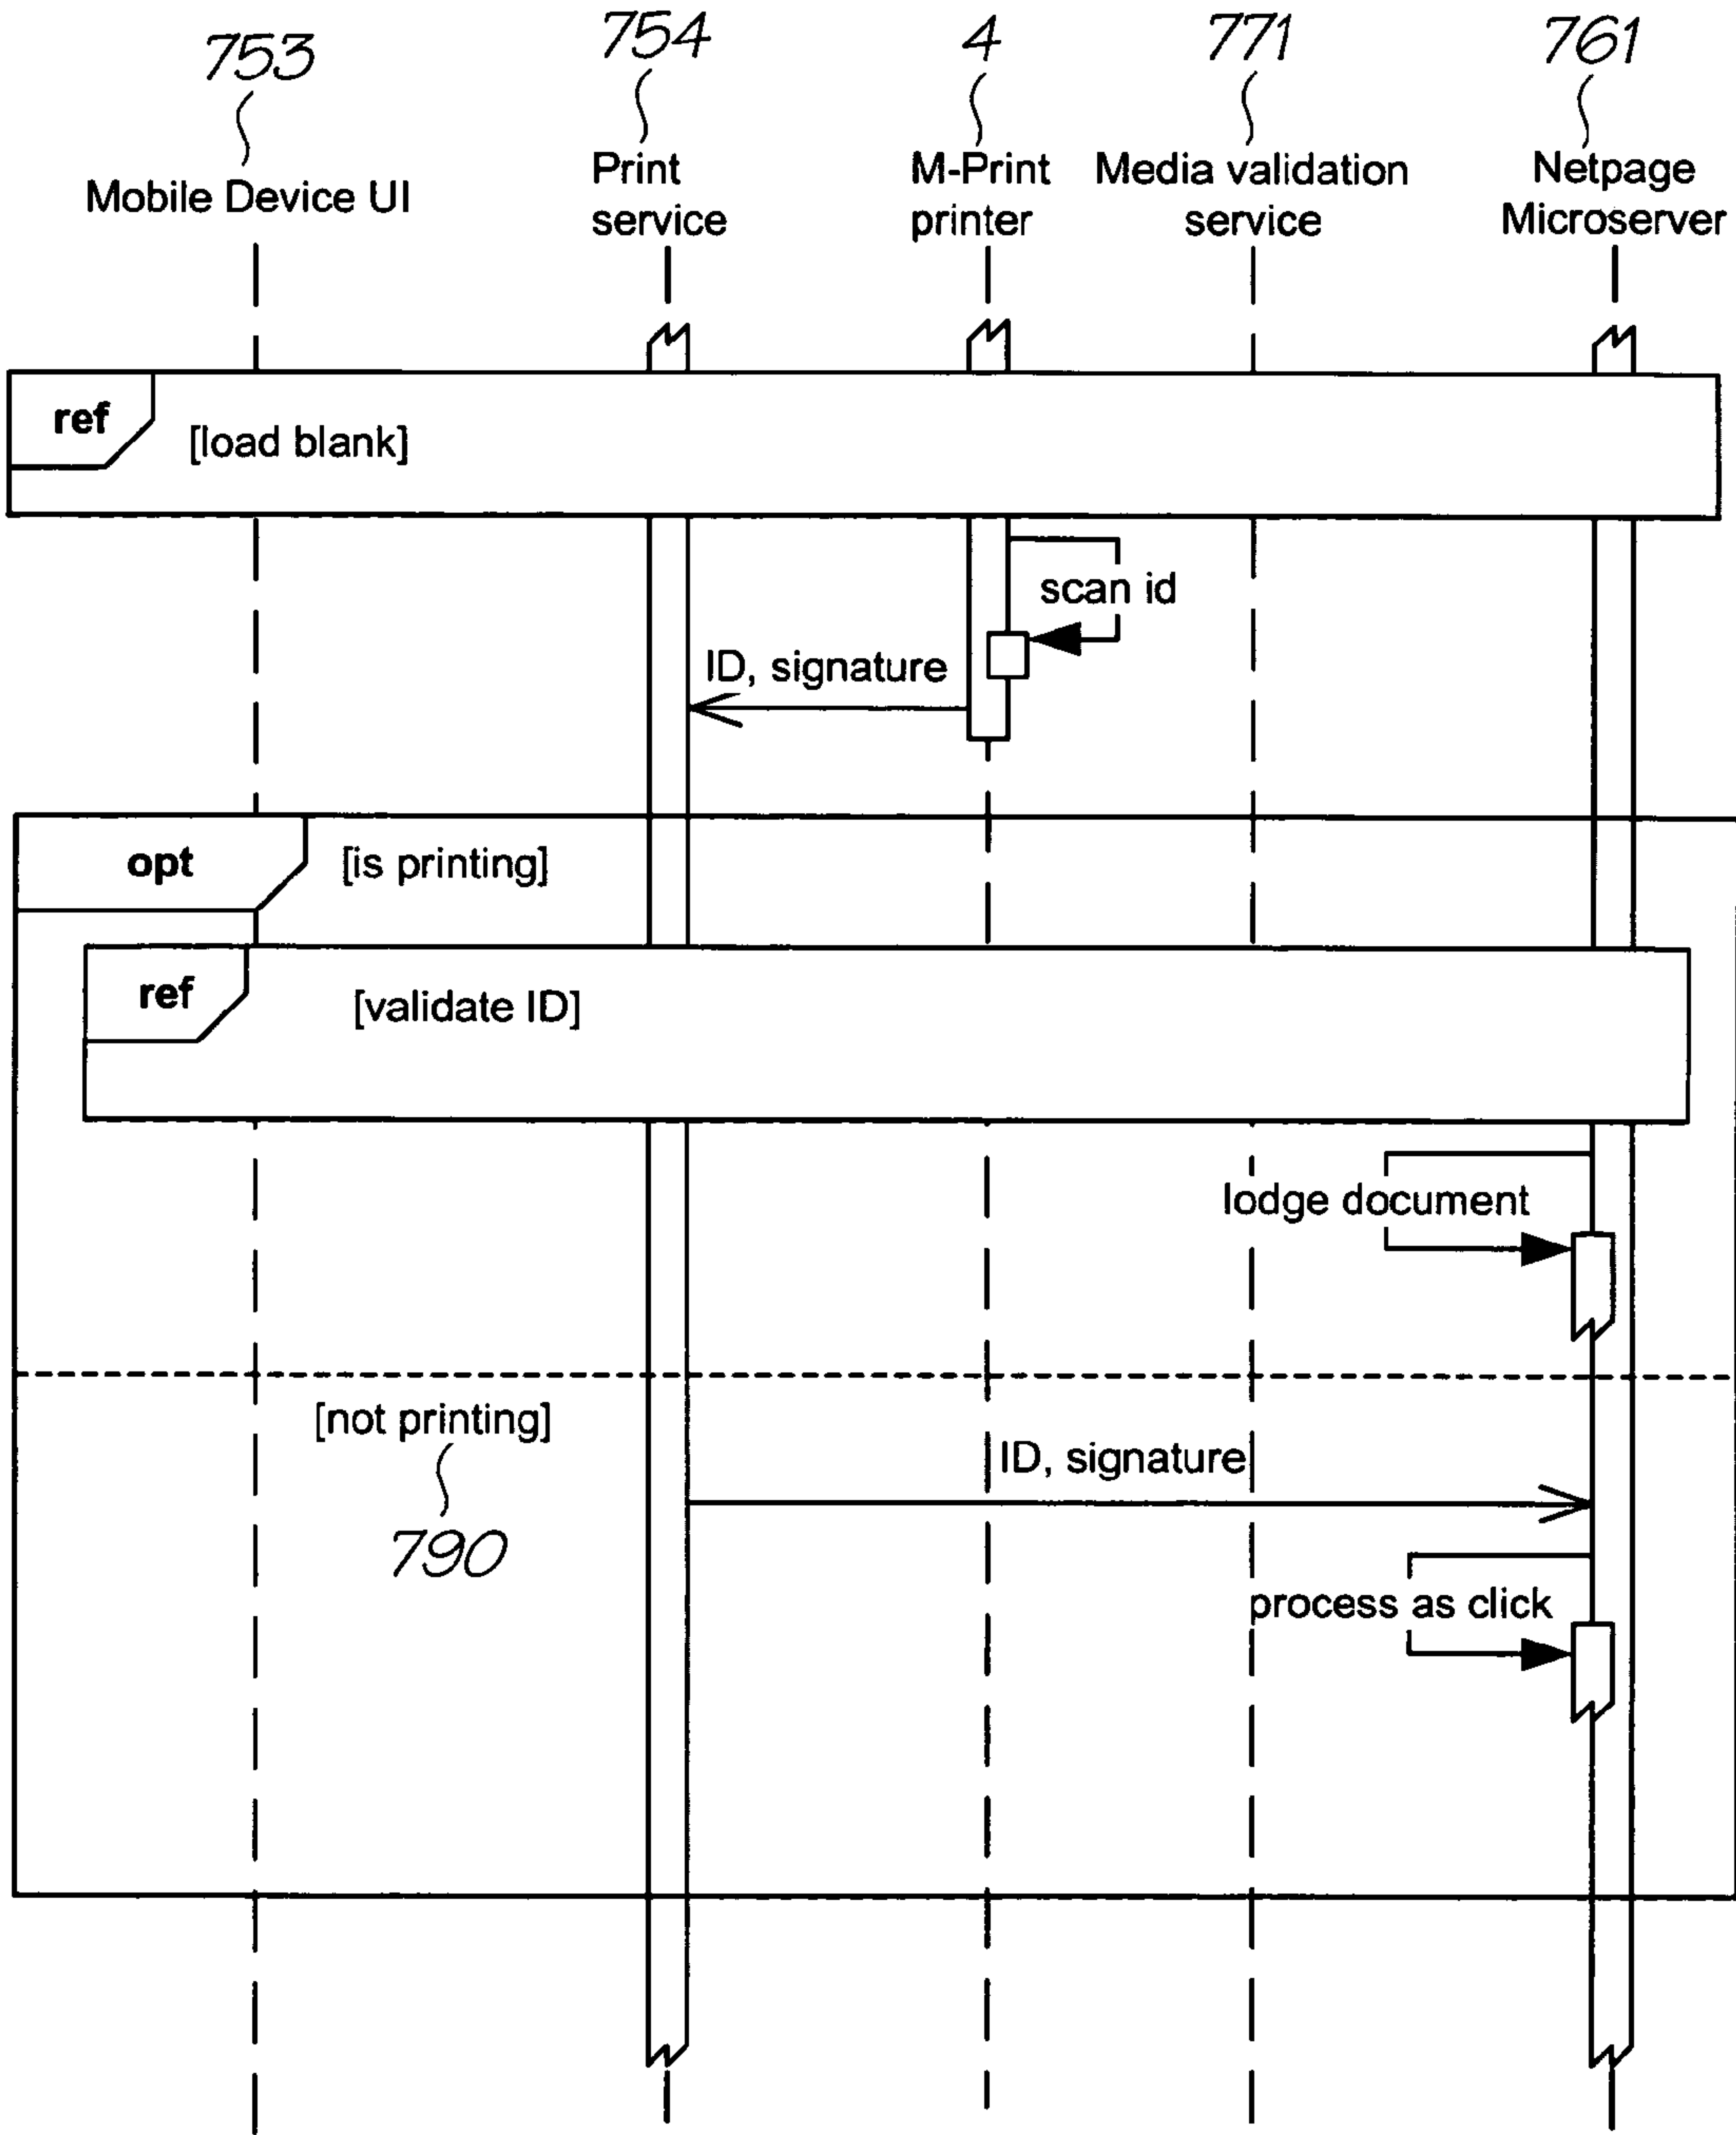 753
754
4
771
761
Mobile Device UI
Print
service
M-Print
printer
Media validation
service
Netpage
Microserver
ref
[load blank]
scan id
ID, signature
opt
[is printing]
ref
[validate ID]
lodge document
[not printing]
790
ID, signature
process as click